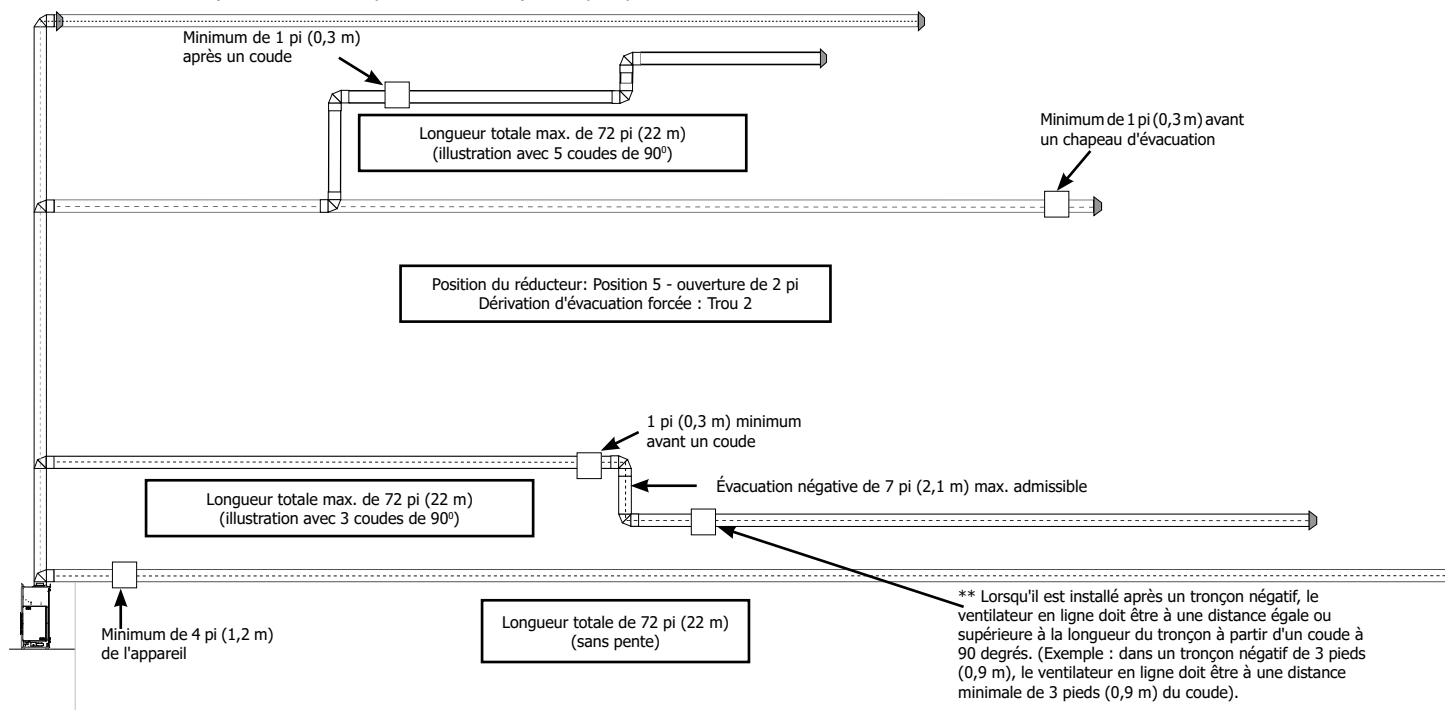 Minimum de 1 pi (0,3 m)
après un coude
Longueur totale max. de 72 pi (22 m)
(illustration avec 5 coudes de 90⁰)
Minimum de 1 pi (0,3 m) avant
un chapeau d'évacuation
Position du réducteur: Position 5 - ouverture de 2 pi
Dérivation d'évacuation forcée : Trou 2
1 pi (0,3 m) minimum
avant un coude
Évacuation négative de 7 pi (2,1 m) max. admissible
Longueur totale max. de 72 pi (22 m)
(illustration avec 3 coudes de 90⁰)
Minimum de 4 pi (1,2 m)
de l'appareil
Longueur totale de 72 pi (22 m)
(sans pente)
** Lorsqu'il est installé après un tronçon négatif, le
ventilateur en ligne doit être à une distance égale ou
supérieure à la longueur du tronçon à partir d'un coude à
90 degrés. (Exemple : dans un tronçon négatif de 3 pieds
(0,9 m), le ventilateur en ligne doit être à une distance
minimale de 3 pieds (0,9 m) du coude).